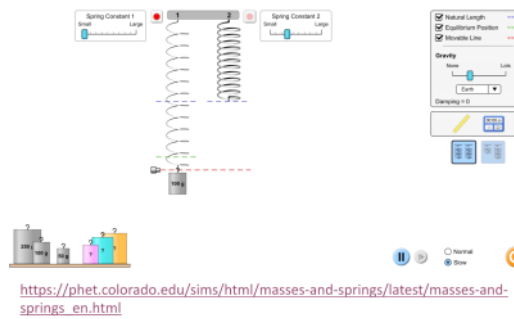 Spring Constant 1
Small Large
1 2
Spring Constant 2
Small Large
Natural Length
Equilibrium Position
Movable Line
Gravity
None Lots
Earth
Damping = 0
100 g
250 g
100 g
50 g
?
?
?
Normal
Slow
https://phet.colorado.edu/sims/html/masses-and-springs/latest/masses-and-
springs_en.html